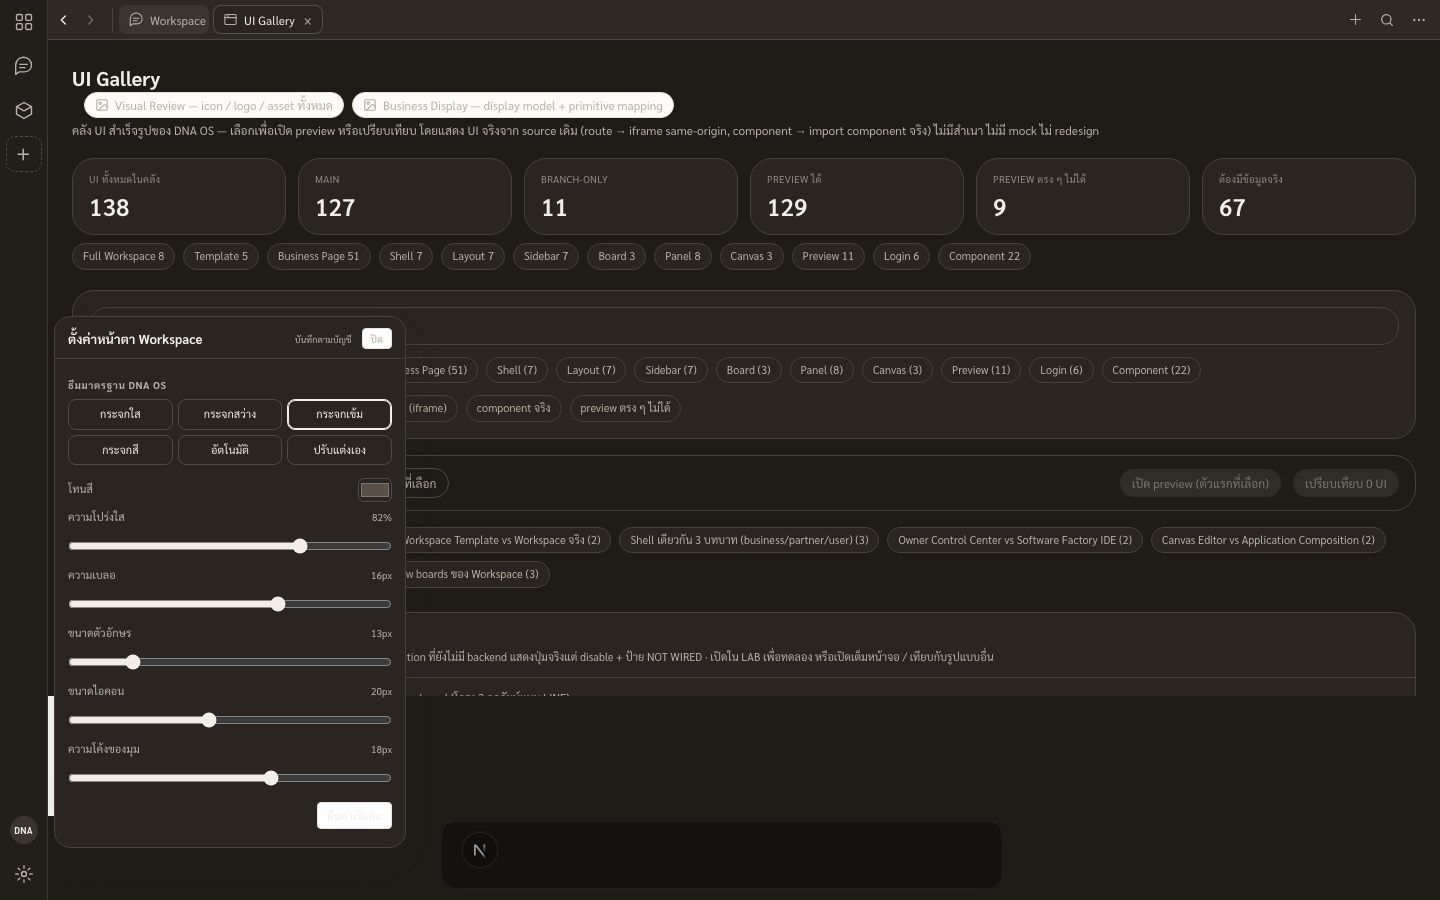 Workspace
UI Gallery
UI Gallery
Visual Review — icon / logo / asset ทั้งหมด
Business Display — display model + primitive mapping
คลัง UI สำเร็จรูปของ DNA OS — เลือกเพื่อเปิด preview หรือเปรียบเทียบ โดยแสดง UI จริงจาก source เดิม (route → iframe same-origin, component → import component จริง) ไม่มีสำเนา ไม่มี mock ไม่ redesign
UI ทั้งหมดในคลัง
138
MAIN
127
BRANCH-ONLY
11
PREVIEW ได้
129
PREVIEW ตรง ๆ ไม่ได้
9
ต้องมีข้อมูลจริง
67
Full Workspace 8
Template 5
Business Page 51
Shell 7
Layout 7
Sidebar 7
Board 3
Panel 8
Canvas 3
Preview 11
Login 6
Component 22
ess Page (51)
Shell (7)
Layout (7)
Sidebar (7)
Board (3)
Panel (8)
Canvas (3)
Preview (11)
Login (6)
Component (22)
(iframe)
component จริง
preview ตรง ๆ ไม่ได้
ที่เลือก
เปิด preview (ตัวแรกที่เลือก)
เปรียบเทียบ 0 UI
Workspace Template vs Workspace จริง (2)
Shell เดียวกัน 3 บทบาท (business/partner/user) (3)
Owner Control Center vs Software Factory IDE (2)
Canvas Editor vs Application Composition (2)
w boards ของ Workspace (3)
tion ที่ยังไม่มี backend แสดงปุ่มจริงแต่ disable + ป้าย NOT WIRED · เปิดใน LAB เพื่อทดลอง หรือเปิดเต็มหน้าจอ / เทียบกับรูปแบบอื่น
ตั้งค่าหน้าตา Workspace
บันทึกตามบัญชี
ปิด
ธีมมาตรฐาน DNA OS
กระจกใส
กระจกสว่าง
กระจกเข้ม
กระจกสี
อัตโนมัติ
ปรับแต่งเอง
โทนสี
ความโปร่งใส
82%
ความเบลอ
16px
ขนาดตัวอักษร
13px
ขนาดไอคอน
20px
ความโค้งของมุม
18px
คืนค่าเริ่มต้น
DNA
N